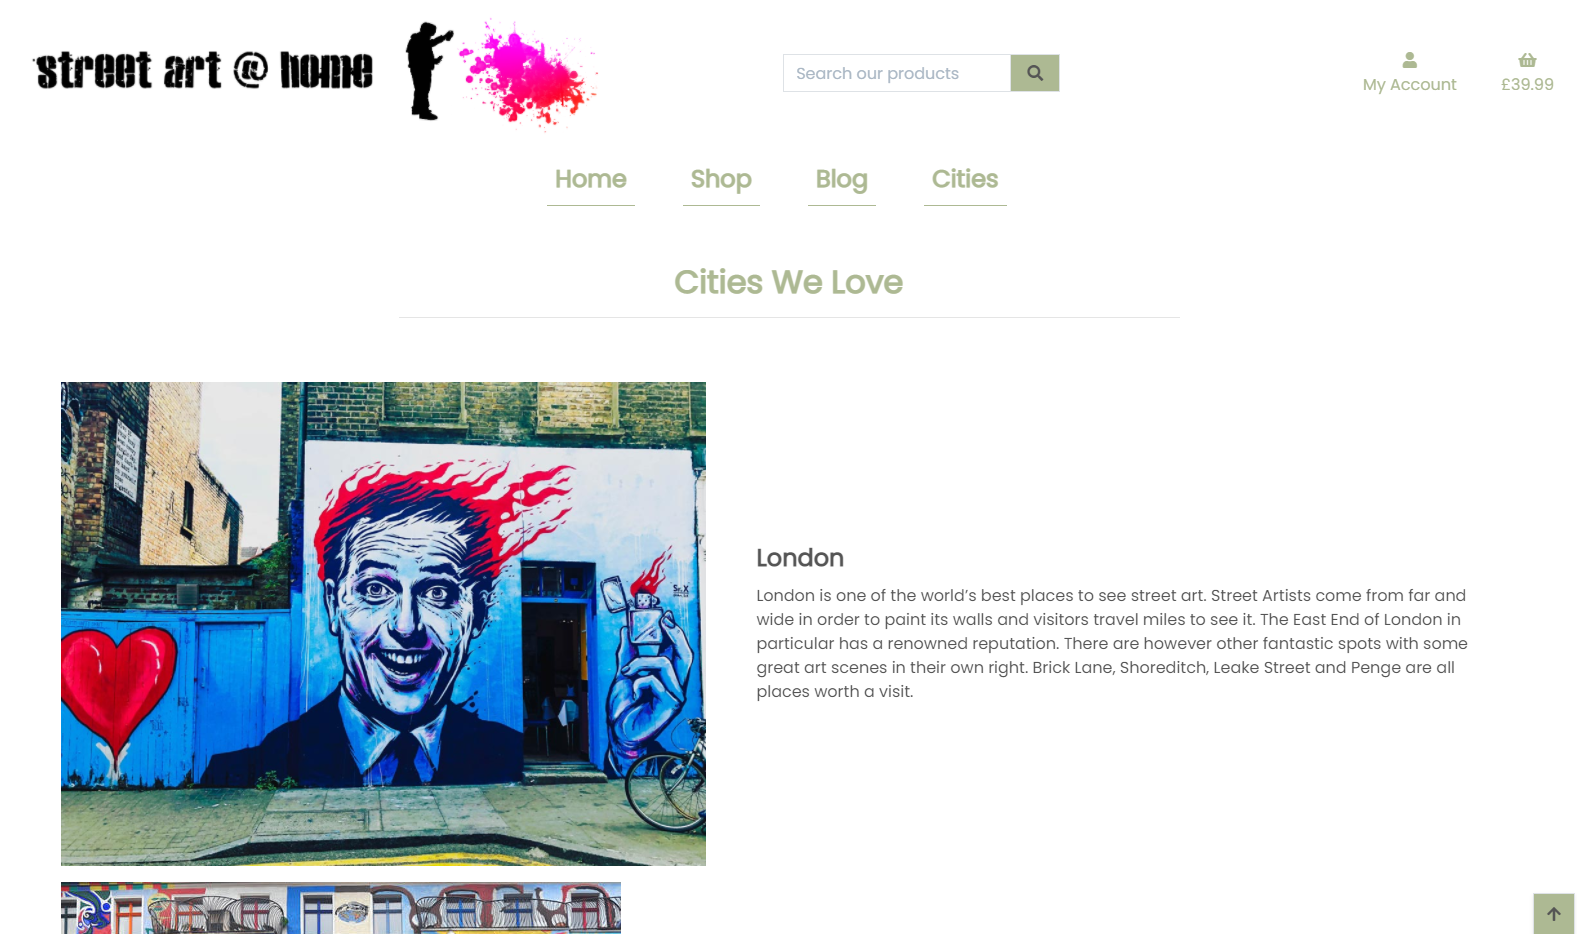 street art @ home
Search our products
My Account
£39.99
Home
Shop
Blog
Cities
Cities We Love
London
London is one of the world’s best places to see street art. Street Artists come from far and
wide in order to paint its walls and visitors travel miles to see it. The East End of London in
particular has a renowned reputation. There are however other fantastic spots with some
great art scenes in their own right. Brick Lane, Shoreditch, Leake Street and Penge are all
places worth a visit.